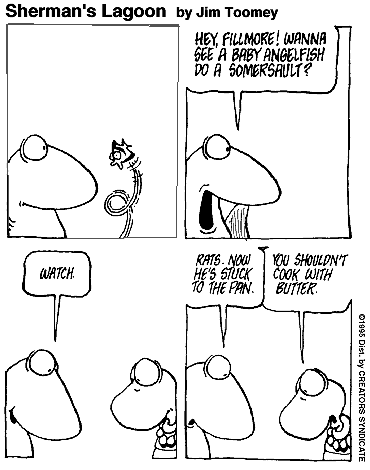 Sherman's Lagoon by Jim Toomey
HEY, FILLMORE! WANNA
SEE A BABY ANGELFISH
DO A SOMERSAULT?
WATCH.
RATS. NOW
HE'S STUCK
TO THE PAN.
YOU SHOULDN'T
COOK WITH
BUTTER.
©1995 Dist. by CREATORS SYNDICATE